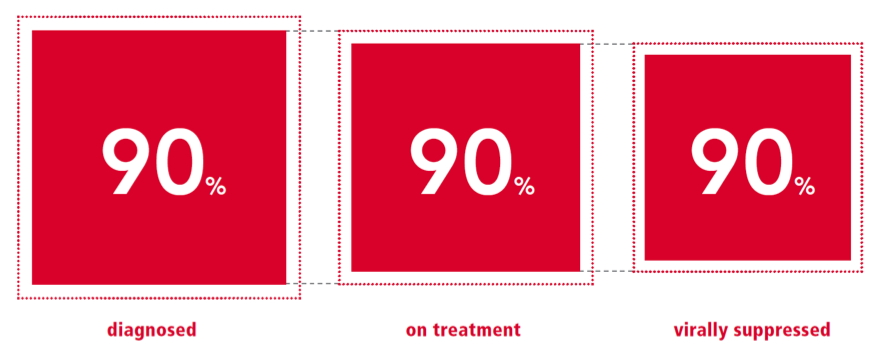 90%
90%
90%
diagnosed
on treatment
virally suppressed